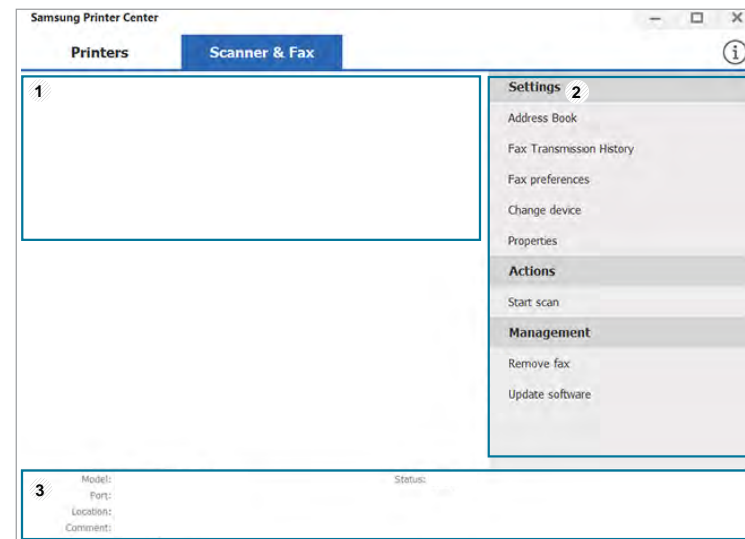 Samsung Printer Center
Printers
Scanner & Fax
i
1
Settings
2
Address Book
Fax Transmission History
Fax preferences
Change device
Properties
Actions
Start scan
Management
Remove fax
Update software
3
Model:
Status:
Port:
Location:
Comment: